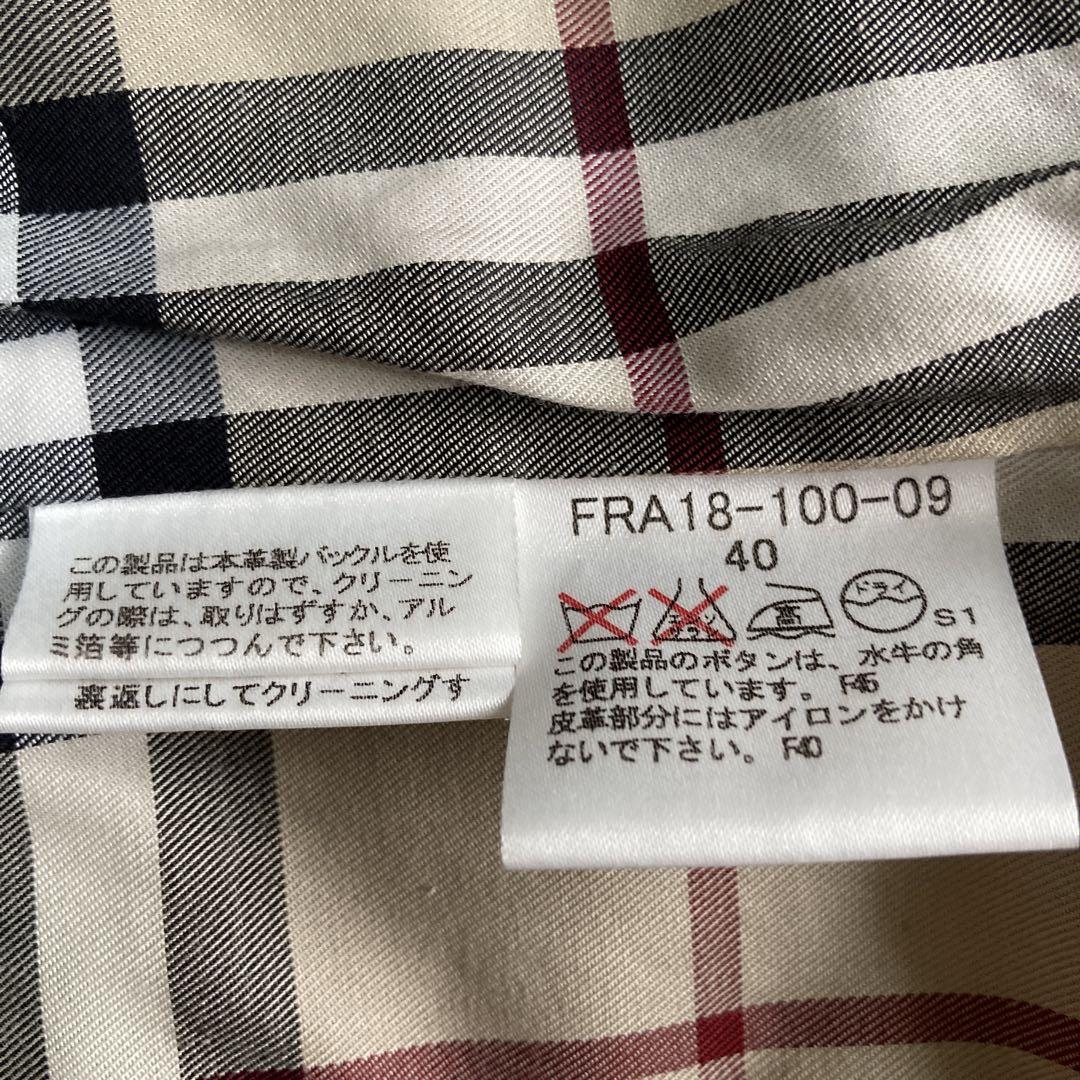 この製品は本革製バックルを使
用していますので、クリーニン
グの際は、取りはずすか、アル
ミ箔等につつんで下さい。
裏返しにしてクリーニングす
FRA18-100-09
40
高
ドライ
S1
この製品のボタンは、水牛の角
を使用しています。 F45
皮革部分にはアイロンをかけ
ないで下さい。 F40